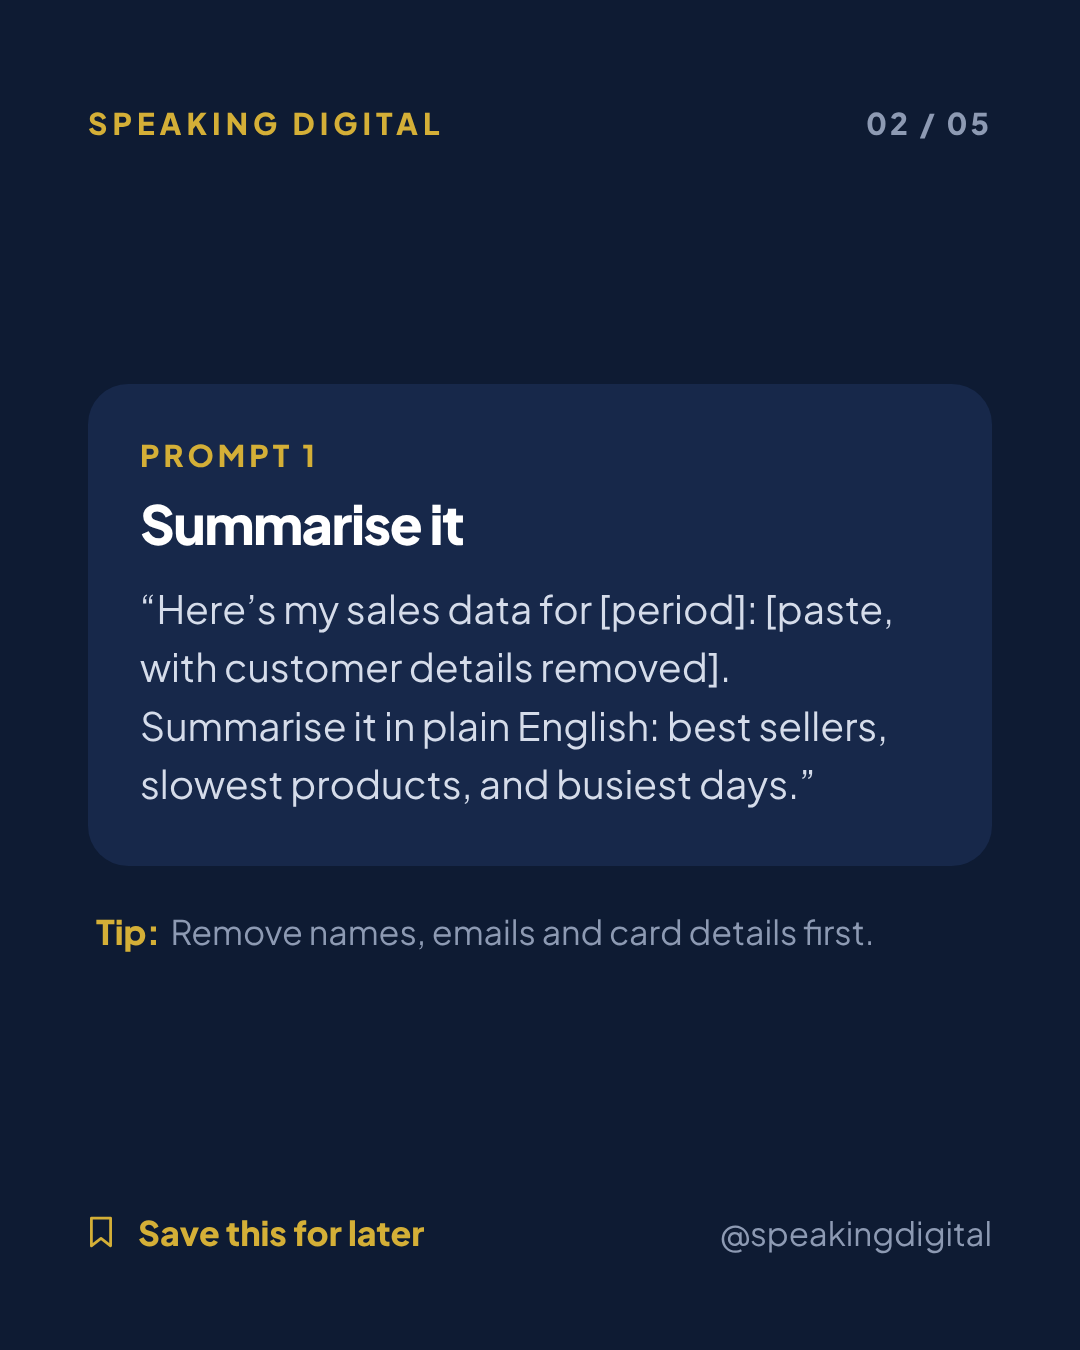 SPEAKING DIGITAL
02 / 05
PROMPT 1
Summarise it
“Here’s my sales data for [period]: [paste,
with customer details removed].
Summarise it in plain English: best sellers,
slowest products, and busiest days.”
Tip: Remove names, emails and card details first.
Save this for later
@speakingdigital